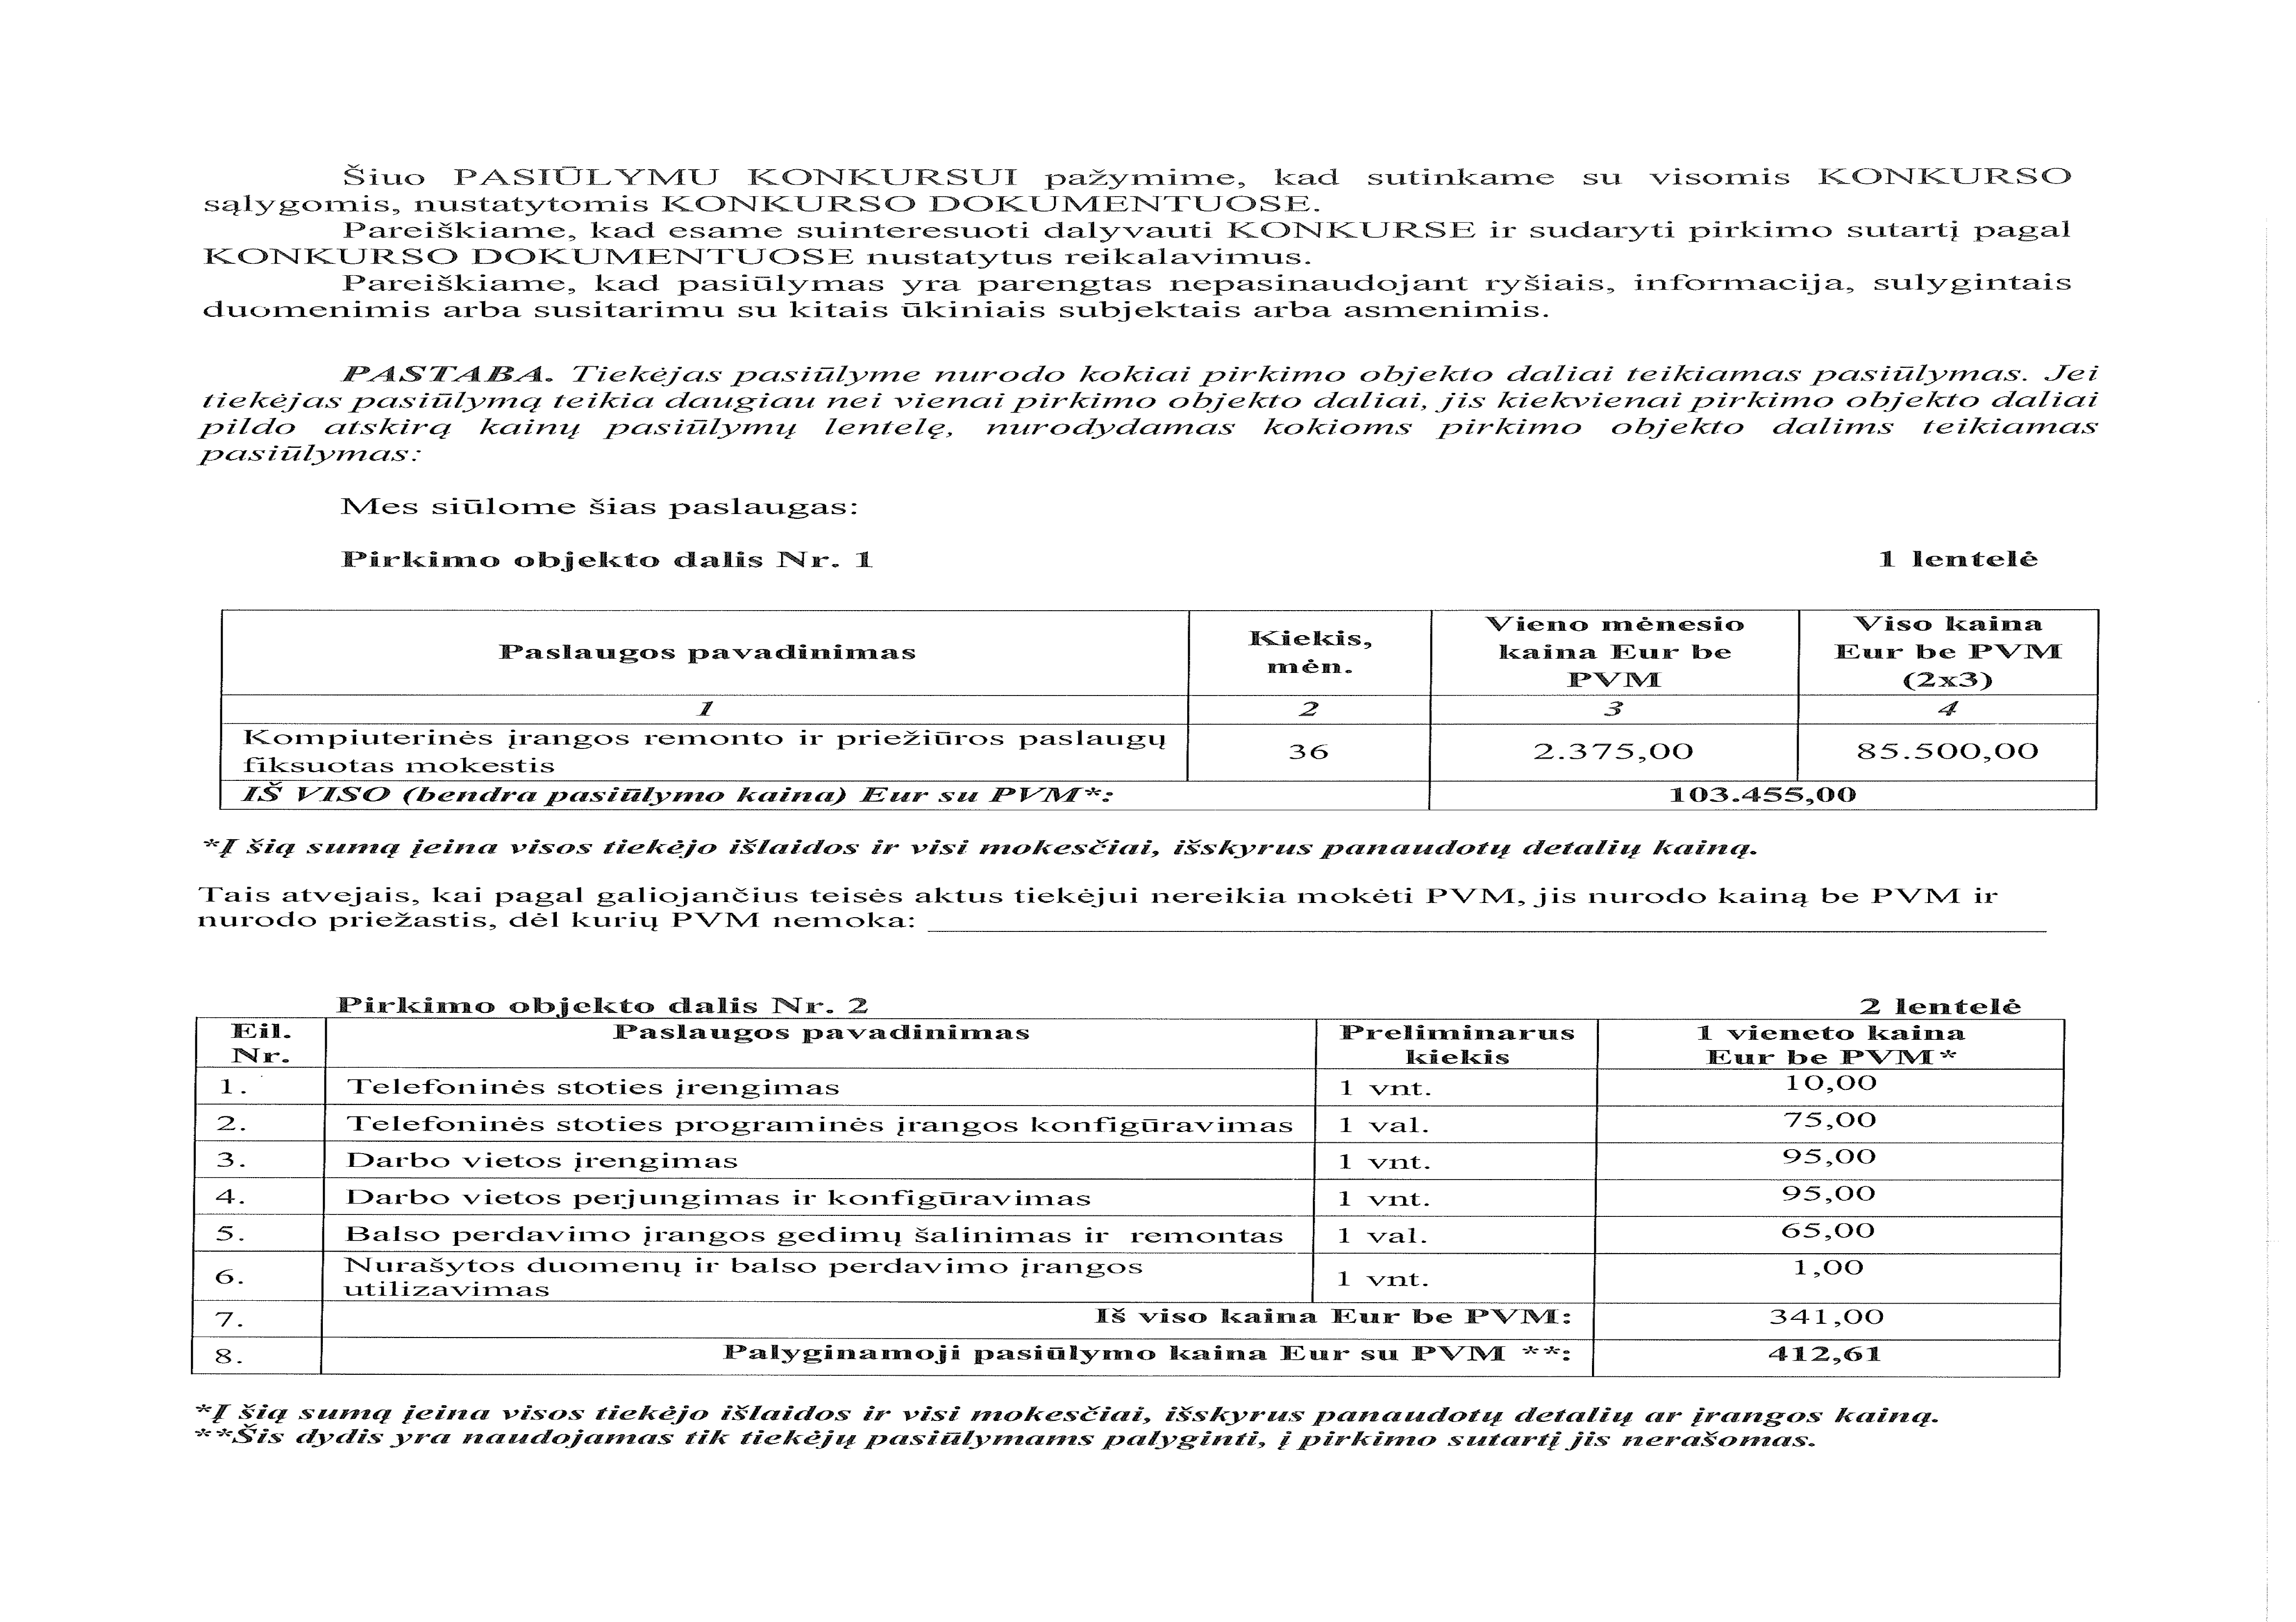 Šiuo PASIŪLYMU KONKURSUI pažymime, kad sutinkame su visomis KONKURSO
sąlygomis, nustatytomis KONKURSO DOKUMENTUOSE.
Pareiškiame, kad esame suinteresuoti dalyvauti KONKURSE ir sudaryti pirkimo sutartį pagal
KONKURSO DOKUMENTUOSE nustatytus reikalavimus.
Pareiškiame, kad pasiūlymas yra parengtas nepasinaudojant ryšiais, informacija, sulygintais
duomenimis arba susitarimu su kitais ūkiniais subjektais arba asmenimis.
PASTABA. Tiekėjas pasiūlyme nurodo kokiai pirkimo objekto daliai teikiamas pasiūlymas. Jei
tiekėjas pasiūlymą teikia daugiau nei vienai pirkimo objekto daliai, jis kiekvienai pirkimo objekto daliai
pildo atskirą kainų pasiūlymų lentelę, nurodydamas kokioms pirkimo objekto dalims teikiamas
pasiūlymas:
Mes siūlome šias paslaugas:
Pirkimo objekto dalis Nr. 1 1 lentelė
Paslaugos pavadinimas
Kiekis,
mėn.
Vieno mėnesio
kaina Eur be
PVM
Viso kaina
Eur be PVM
(2x3)
1 2 3 4
Kompiuterinės įrangos remonto ir priežiūros paslaugų
fiksuotas mokestis
36 2.375,00 85.500,00
IŠ VISO (bendra pasiūlymo kaina) Eur su PVM*: 103.455,00
*Į šią sumą įeina visos tiekėjo išlaidos ir visi mokesčiai, išskyrus panaudotų detalių kainą.
Tais atvejais, kai pagal galiojančius teisės aktus tiekėjui nereikia mokėti PVM, jis nurodo kainą be PVM ir
nurodo priežastis, dėl kurių PVM nemoka:
Pirkimo objekto dalis Nr. 2 2 lentelė
Eil.
Nr.
Paslaugos pavadinimas
Preliminarus
kiekis
1 vieneto kaina
Eur be PVM*
1. Telefoninės stoties įrengimas 1 vnt. 10,00
2. Telefoninės stoties programinės įrangos konfigūravimas 1 val. 75,00
3. Darbo vietos įrengimas 1 vnt. 95,00
4. Darbo vietos perjungimas ir konfigūravimas 1 vnt. 95,00
5. Balso perdavimo įrangos gedimų šalinimas ir remontas 1 val. 65,00
6. Nurašytos duomenų ir balso perdavimo įrangos
utilizavimas
1 vnt. 1,00
7. Iš viso kaina Eur be PVM: 341,00
8. Palyginamoji pasiūlymo kaina Eur su PVM **: 412,61
*Į šią sumą įeina visos tiekėjo išlaidos ir visi mokesčiai, išskyrus panaudotų detalių ar įrangos kainą.
**Šis dydis yra naudojamas tik tiekėjų pasiūlymams palyginti, į pirkimo sutartį jis nerašomas.